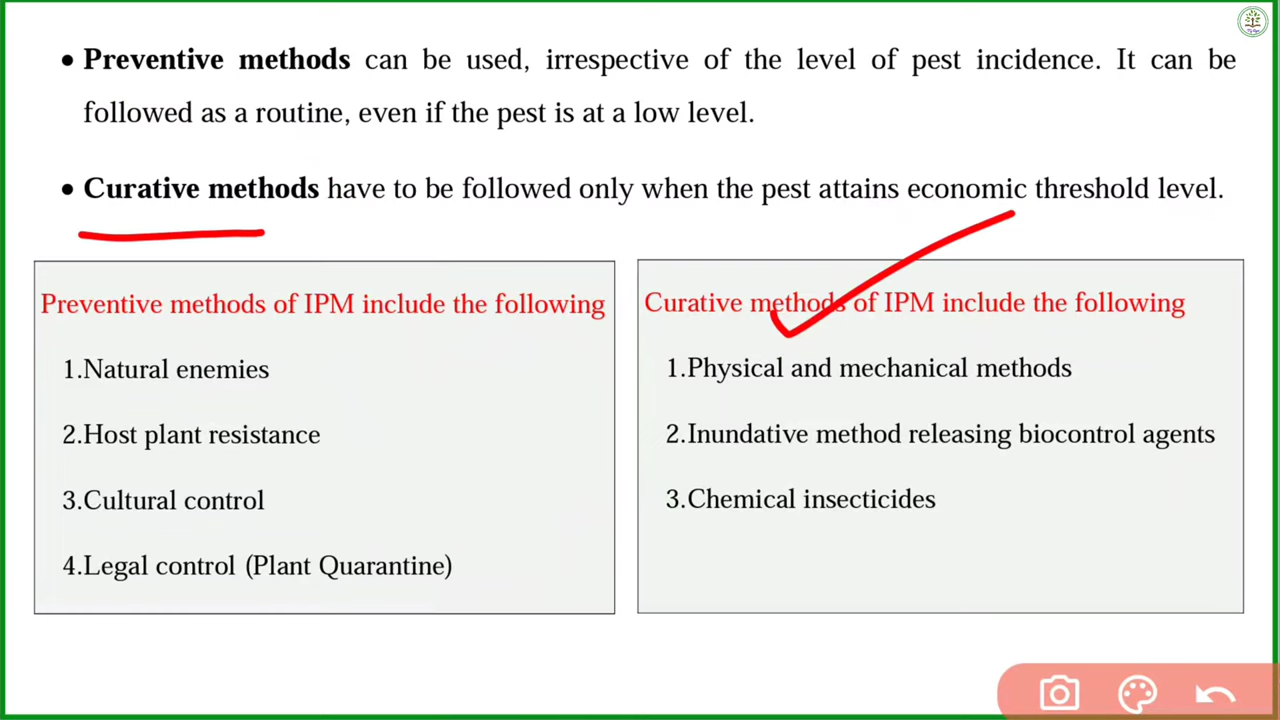 • Preventive methods can be used, irrespective of the level of pest incidence. It can be
followed as a routine, even if the pest is at a low level.
• Curative methods have to be followed only when the pest attains economic threshold level.
Preventive methods of IPM include the following
1.Natural enemies
2.Host plant resistance
3.Cultural control
4.Legal control (Plant Quarantine)
Curative methods of IPM include the following
1.Physical and mechanical methods
2.Inundative method releasing biocontrol agents
3.Chemical insecticides